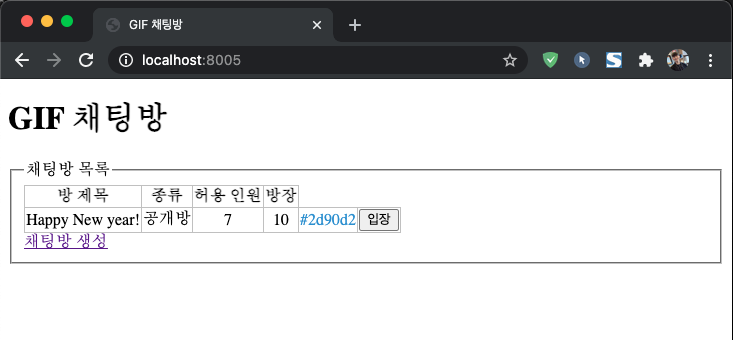 GIF 채팅방
localhost:8005
GIF 채팅방
채팅방 목록
방 제목 종류 허용 인원 방장
Happy New year! 공개방 7 10 #2d90d2 입장
채팅방 생성